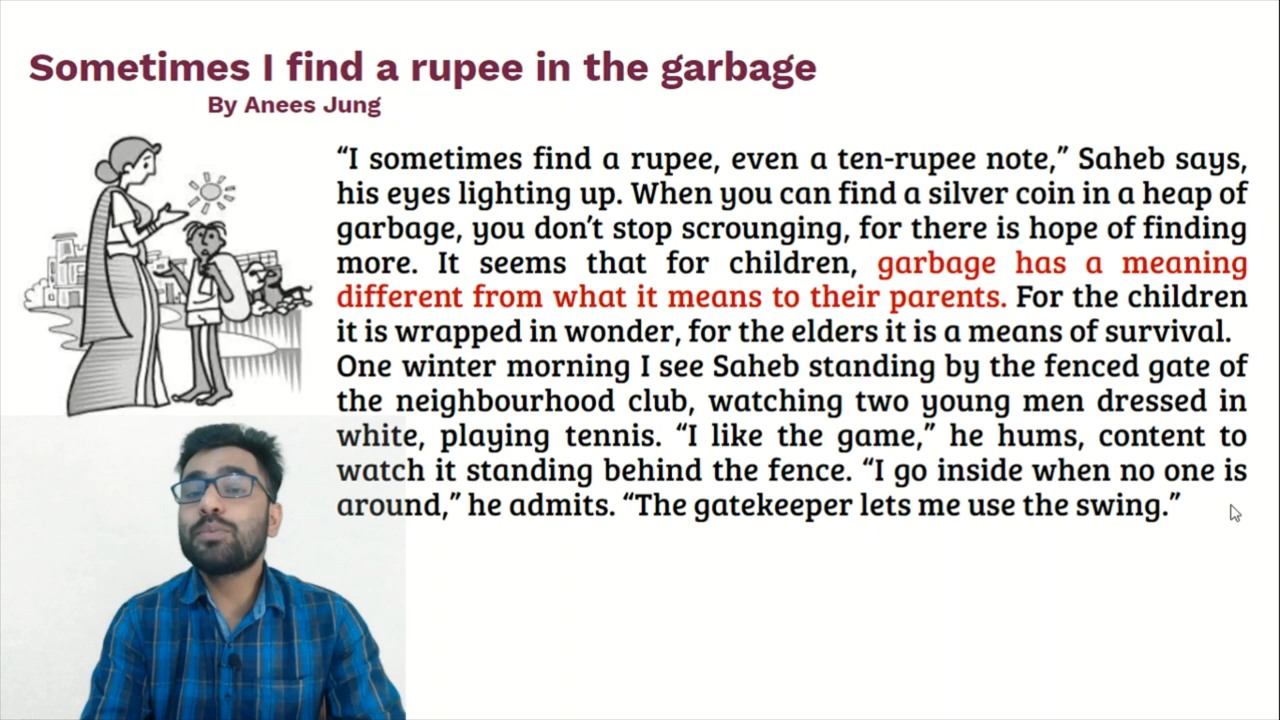 Sometimes I find a rupee in the garbage
By Anees Jung
“I sometimes find a rupee, even a ten-rupee note,” Saheb says,
his eyes lighting up. When you can find a silver coin in a heap of
garbage, you don’t stop scrounging, for there is hope of finding
more. It seems that for children, garbage has a meaning
different from what it means to their parents. For the children
it is wrapped in wonder, for the elders it is a means of survival.
One winter morning I see Saheb standing by the fenced gate of
the neighbourhood club, watching two young men dressed in
white, playing tennis. “I like the game,” he hums, content to
watch it standing behind the fence. “I go inside when no one is
around,” he admits. “The gatekeeper lets me use the swing.”